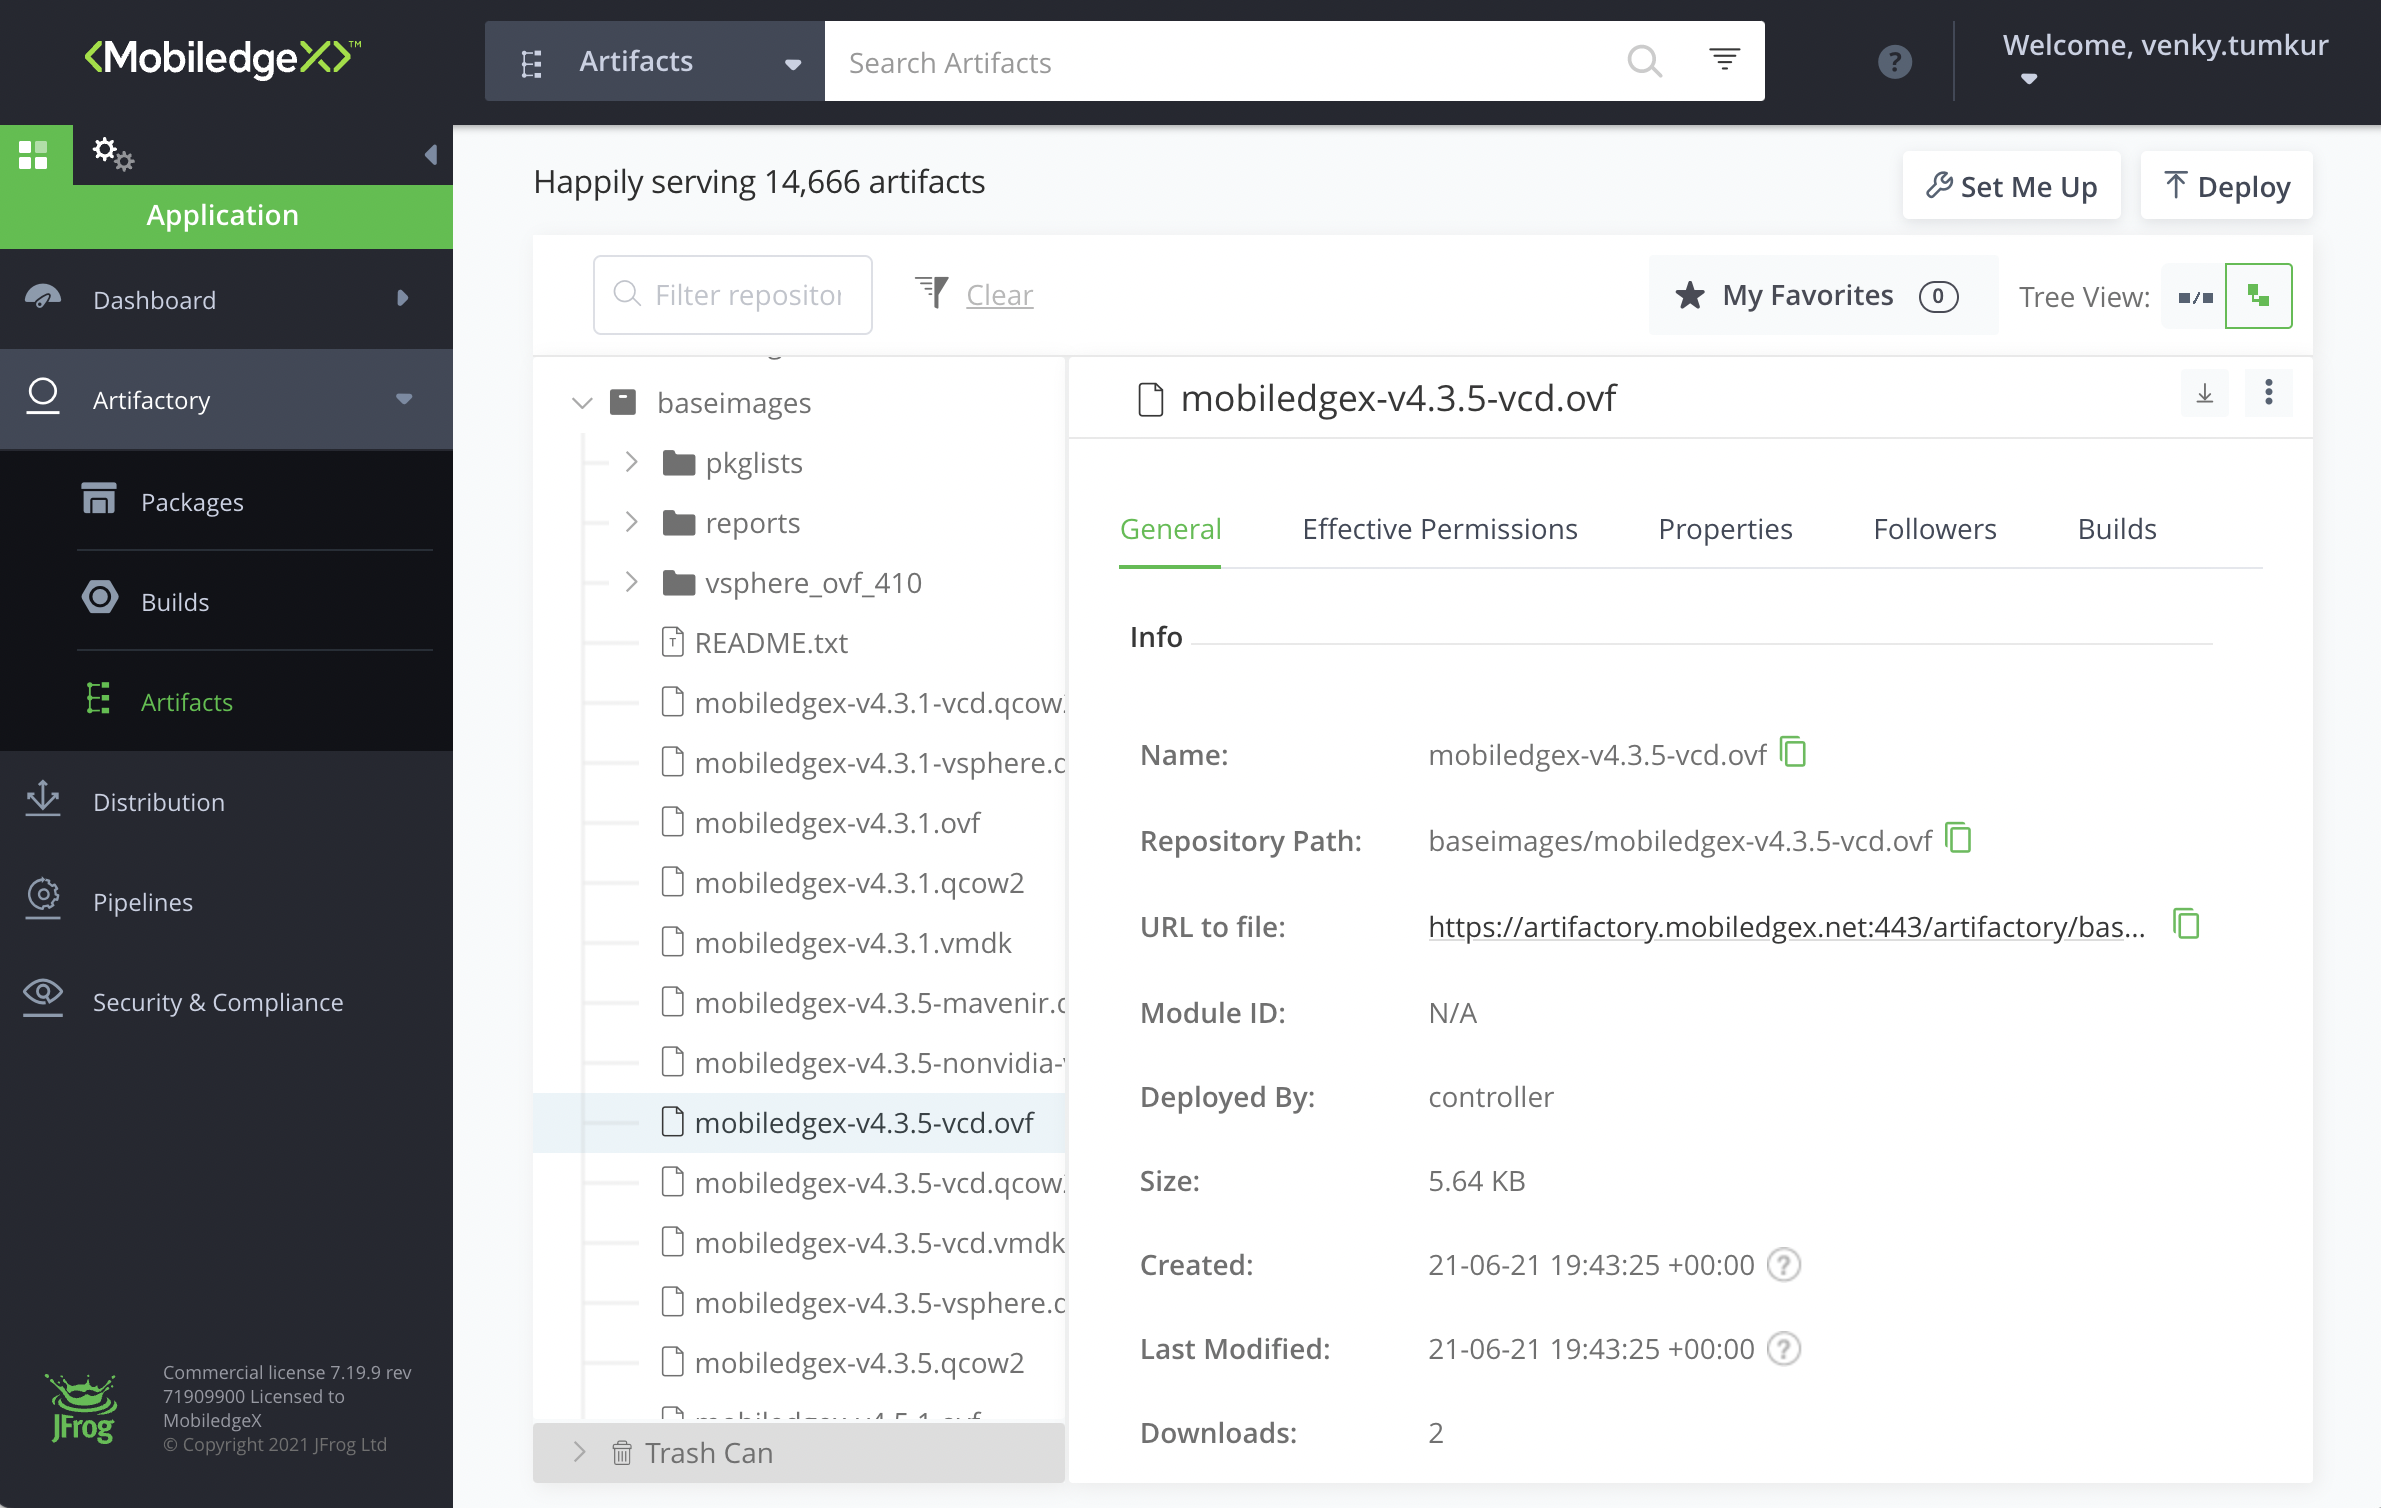 <MobiledgeX>™
Artifacts
Search Artifacts
?
Welcome, venky.tumkur
Application
Dashboard
Artifactory
Packages
Builds
Artifacts
Distribution
Pipelines
Security & Compliance
JFrog
Commercial license 7.19.9 rev
71909900 Licensed to
MobiledgeX
© Copyright 2021 JFrog Ltd
Happily serving 14,666 artifacts
Set Me Up
Deploy
Filter repositor
Clear
My Favorites 0
Tree View:
baseimages
pkglists
reports
vsphere_ovf_410
README.txt
mobiledgex-v4.3.1-vcd.qcow
mobiledgex-v4.3.1-vsphere.
mobiledgex-v4.3.1.ovf
mobiledgex-v4.3.1.qcow2
mobiledgex-v4.3.1.vmdk
mobiledgex-v4.3.5-mavenir.
mobiledgex-v4.3.5-nonvidia-
mobiledgex-v4.3.5-vcd.ovf
mobiledgex-v4.3.5-vcd.qcow
mobiledgex-v4.3.5-vcd.vmdk
mobiledgex-v4.3.5-vsphere.
mobiledgex-v4.3.5.qcow2
Trash Can
mobiledgex-v4.3.5-vcd.ovf
General
Effective Permissions
Properties
Followers
Builds
Info
Name: mobiledgex-v4.3.5-vcd.ovf
Repository Path: baseimages/mobiledgex-v4.3.5-vcd.ovf
URL to file: https://artifactory.mobiledgex.net:443/artifactory/bas...
Module ID: N/A
Deployed By: controller
Size: 5.64 KB
Created: 21-06-21 19:43:25 +00:00 ?
Last Modified: 21-06-21 19:43:25 +00:00 ?
Downloads: 2